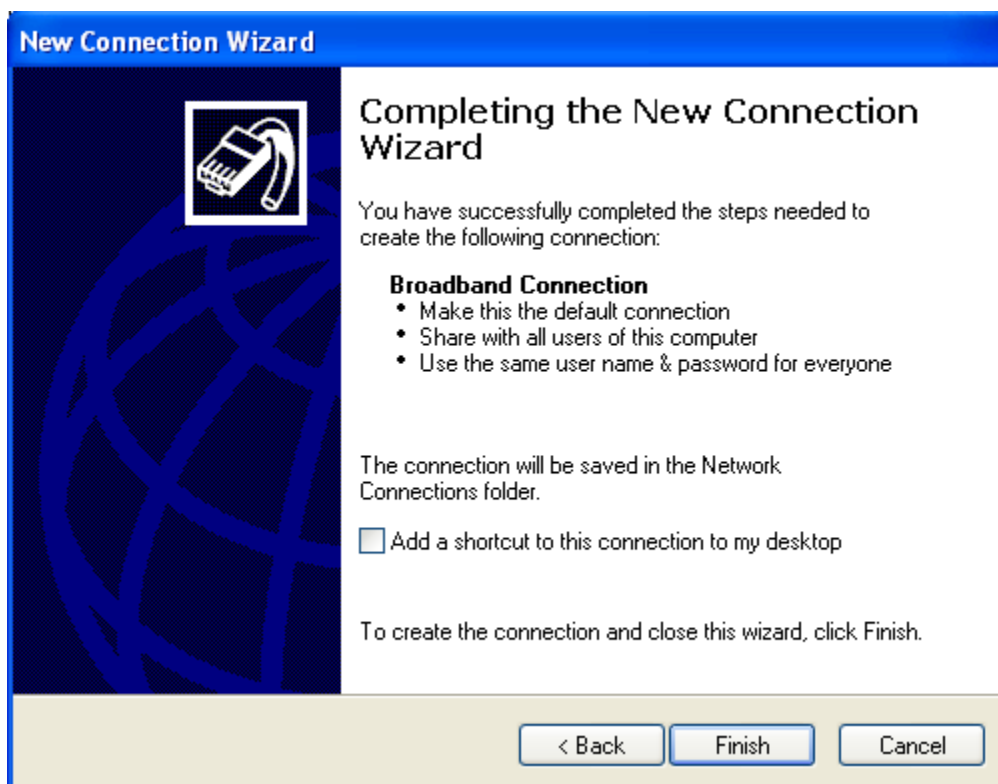 New Connection Wizard
Completing the New Connection
Wizard
You have successfully completed the steps needed to
create the following connection:
Broadband Connection
• Make this the default connection
• Share with all users of this computer
• Use the same user name & password for everyone
The connection will be saved in the Network
Connections folder.
Add a shortcut to this connection to my desktop
To create the connection and close this wizard, click Finish.
< Back
Finish
Cancel